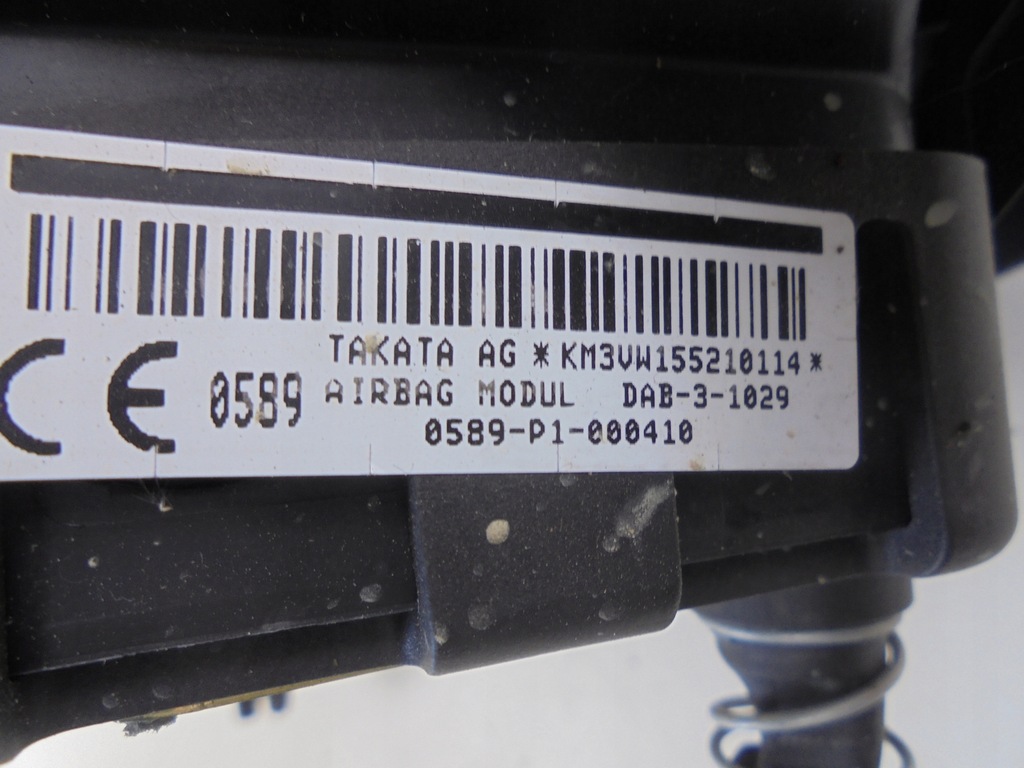 TAKATA AG *KM3VW155210114*
CE 0589 AIRBAG MODUL DAB-3-1029
0589-P1-000410